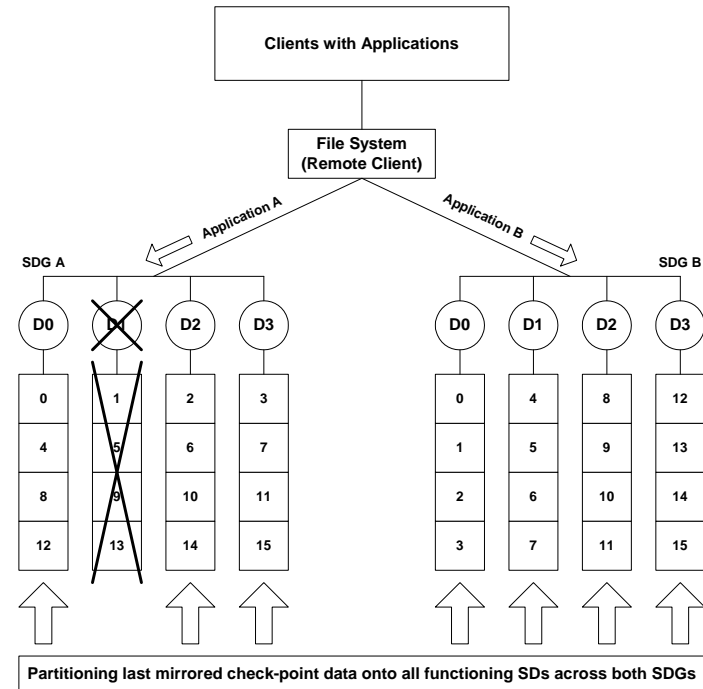 Clients with Applications
File System
(Remote Client)
Application A
Application B
SDG A
SDG B
D0
D1
D2
D3
D0
D1
D2
D3
0
1
2
3
0
4
8
12
4
5
6
7
1
5
9
13
8
9
10
11
2
6
10
14
12
13
14
15
3
7
11
15
Partitioning last mirrored check-point data onto all functioning SDs across both SDGs